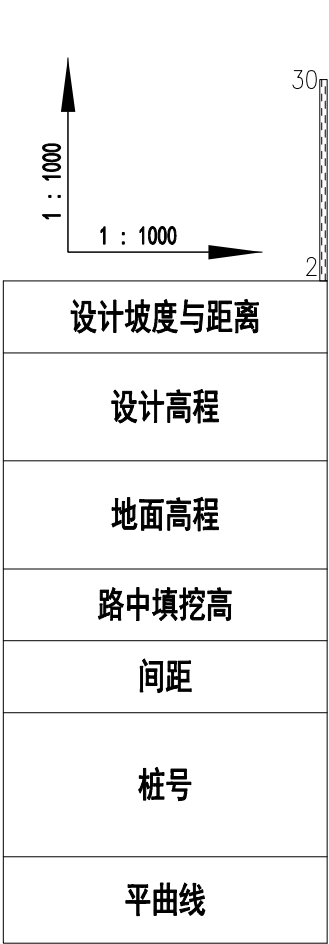 30
1 : 1000
1 : 1000
2
设计坡度与距离
设计高程
地面高程
路中填挖高
间距
桩号
平曲线